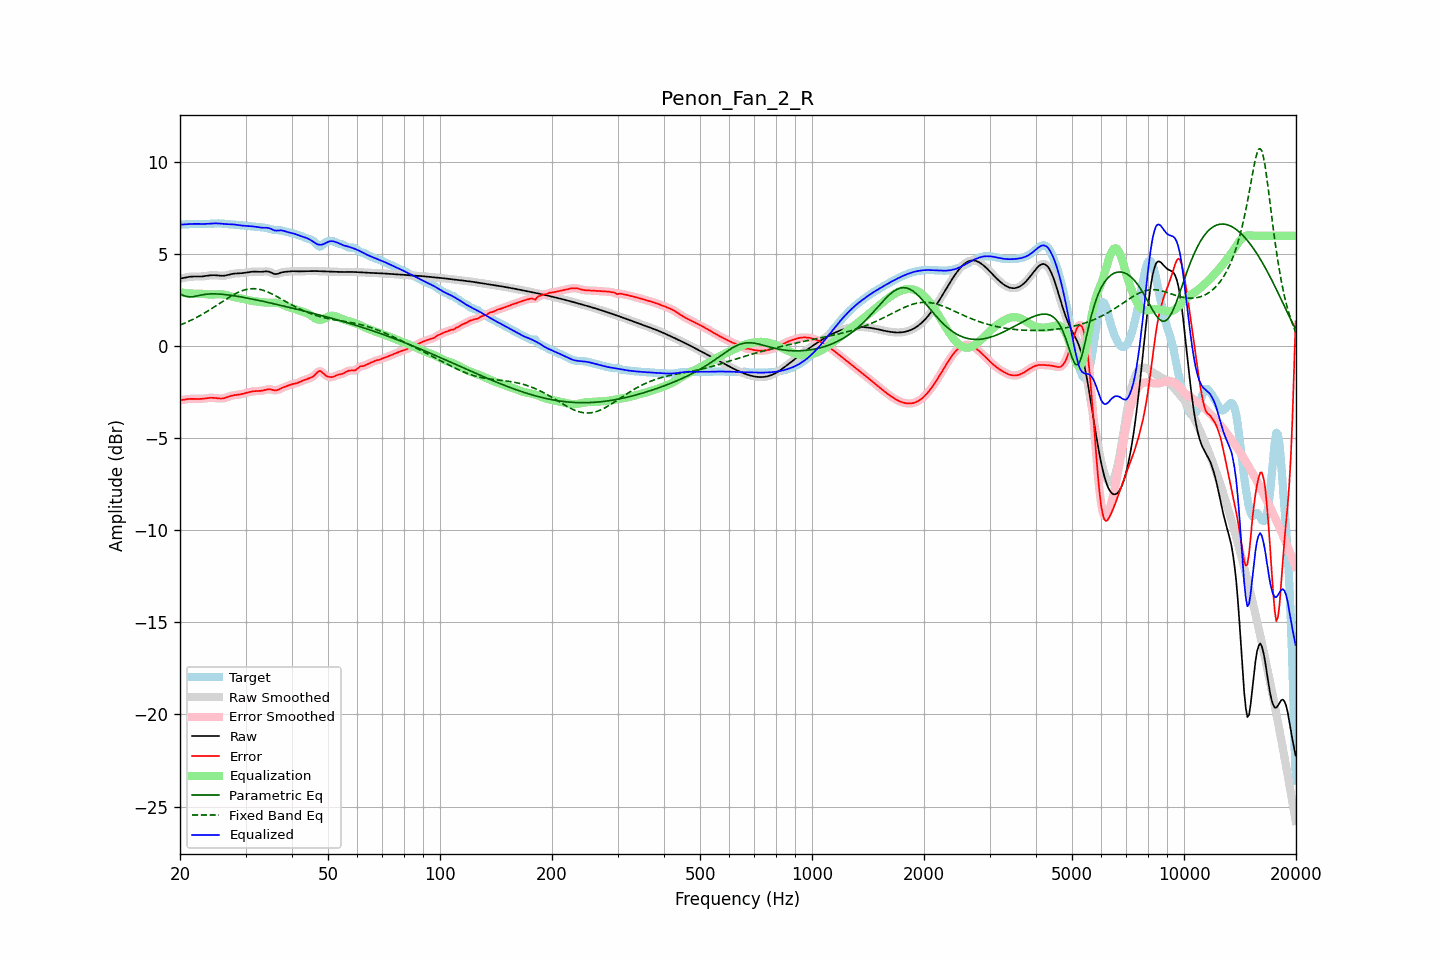 Penon_Fan_2_R
Amplitude (dBr)
10
5
0
−5
−10
−15
−20
−25
Target
Raw Smoothed
Error Smoothed
Raw
Error
Equalization
Parametric Eq
Fixed Band Eq
Equalized
20 50 100 200 500 1000 2000 5000 10000 20000
Frequency (Hz)